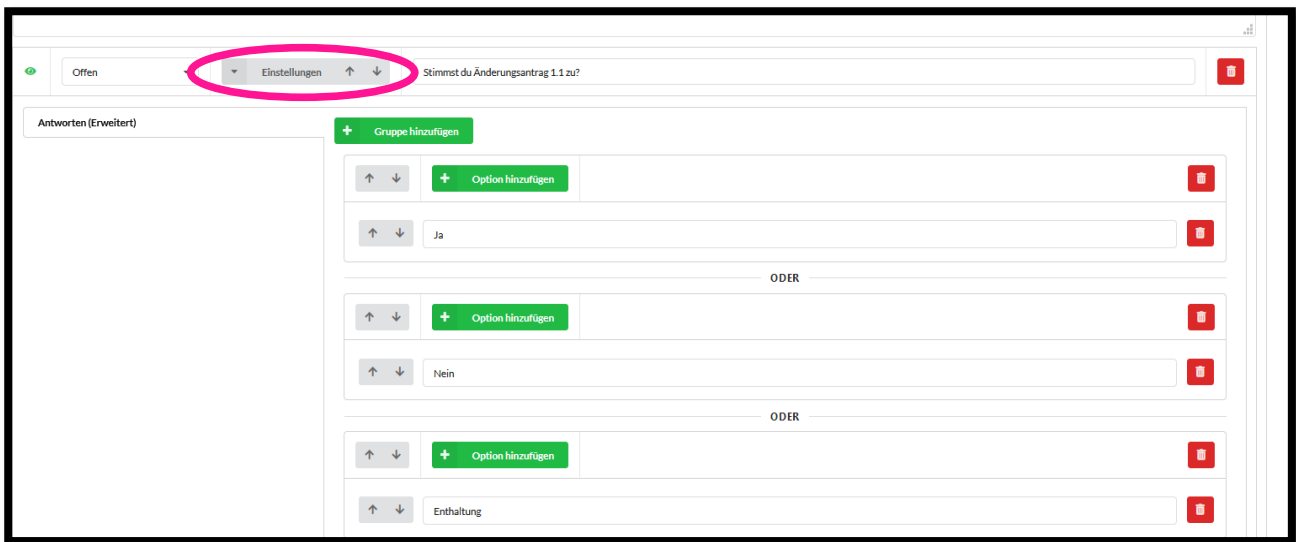 Offen
Einstellungen
Stimmst du Änderungsantrag 1.1 zu?
Antworten (Erweitert)
Gruppe hinzufügen
Option hinzufügen
Ja
ODER
Option hinzufügen
Nein
ODER
Option hinzufügen
Enthaltung